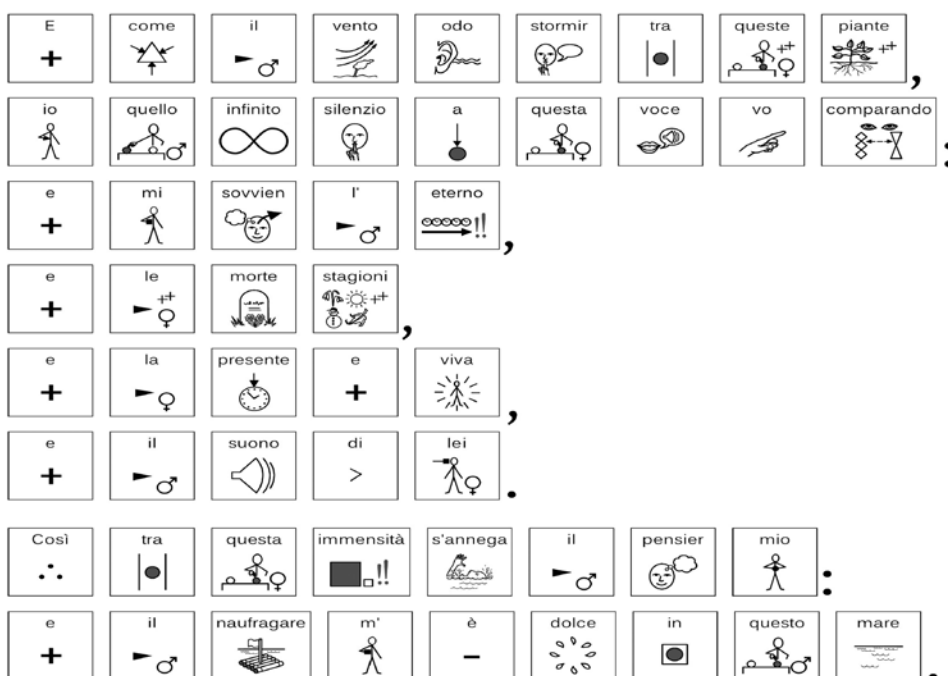 E come il vento odo stormir tra queste piante,
io quello infinito silenzio a questa voce vo comparando:
e mi sovvien l' eterno,
e le morte stagioni,
e la presente e viva,
e il suono di lei.
Così tra questa immensità s'annega il pensier mio:
e il naufragare m' è dolce in questo mare.